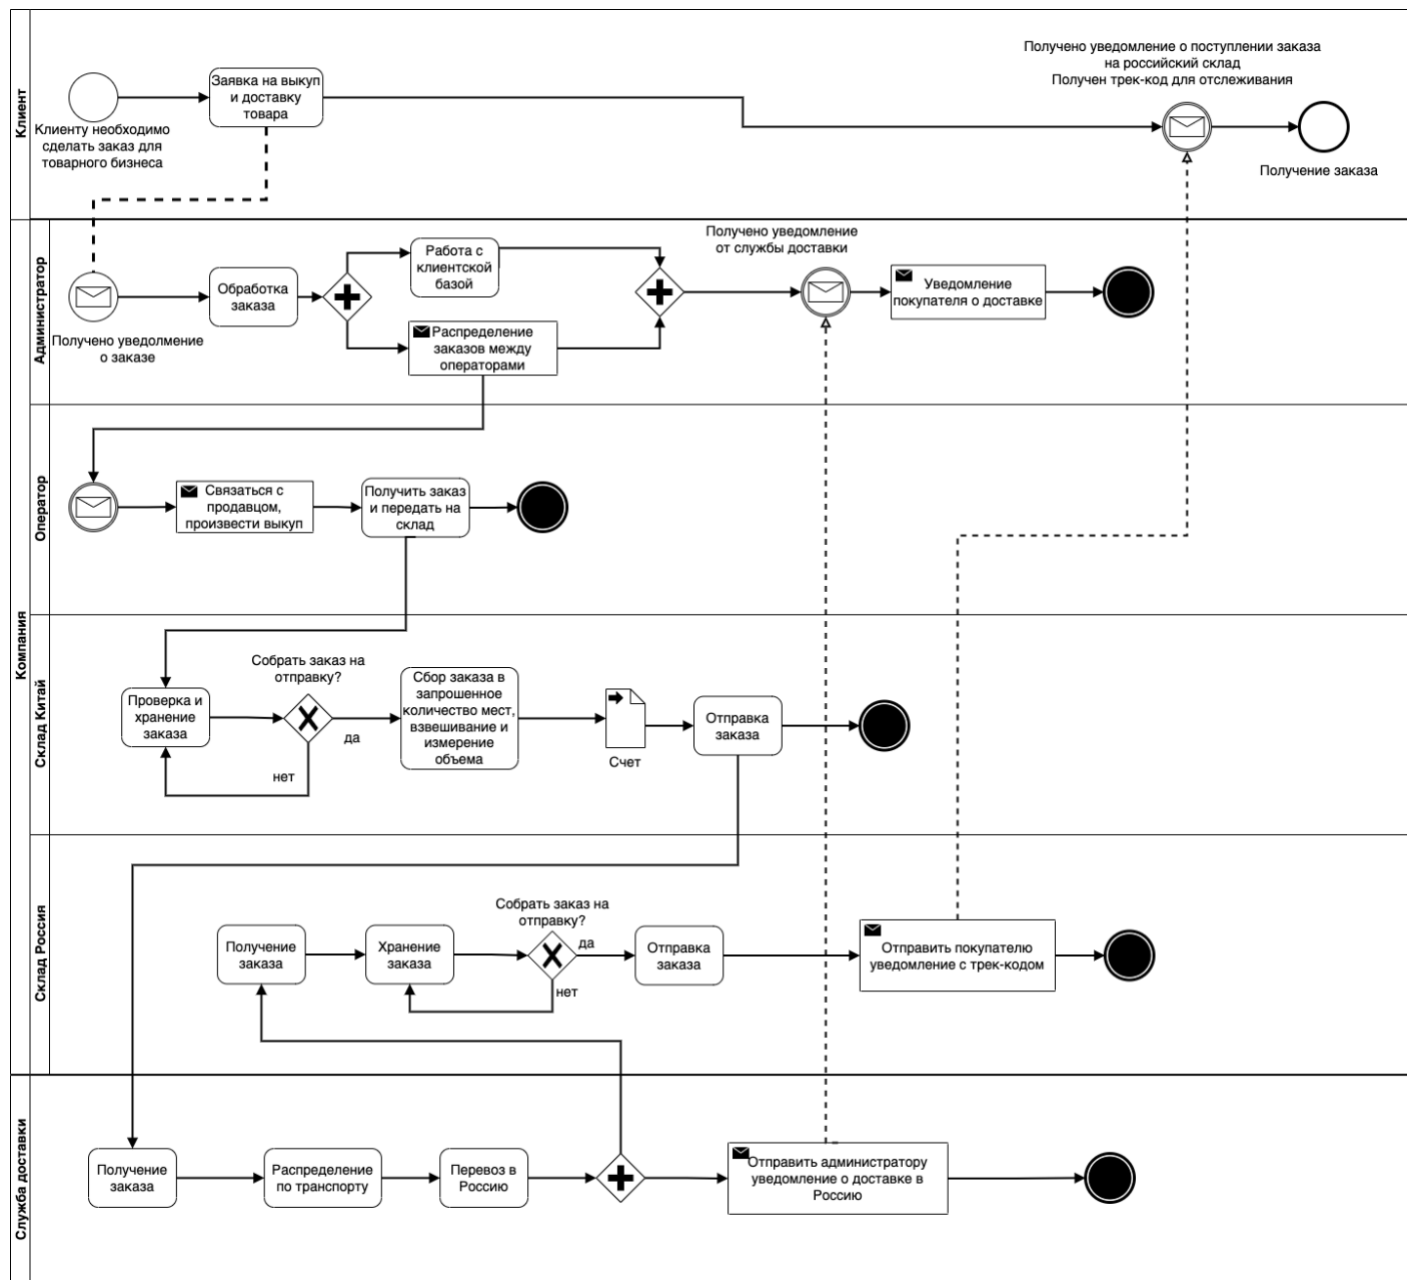 Клиент
Клиенту необходимо
сделать заказ для
товарного бизнеса
Заявка на выкуп
и доставку
товара
Получено уведомление о поступлении заказа
на российский склад
Получен трек-код для отслеживания
Получение заказа
Компания
Администратор
Получено уведолмение
о заказе
Обработка
заказа
Работа с
клиентской
базой
Распределение
заказов между
операторами
Получено уведомление
от службы доставки
Уведомление
покупателя о доставке
Оператор
Связаться с
продавцом,
произвести выкуп
Получить заказ
и передать на
склад
Склад Китай
Проверка и
хранение
заказа
Собрать заказ на
отправку?
да
нет
Сбор заказа в
запрошенное
количество мест,
взвешивание и
измерение
объема
Счет
Отправка
заказа
Склад Россия
Получение
заказа
Хранение
заказа
Собрать заказ на
отправку?
да
нет
Отправка
заказа
Отправить покупателю
уведомление с трек-кодом
Служба доставки
Получение
заказа
Распределение
по транспорту
Перевоз в
Россию
Отправить администратору
уведомление о доставке в
Россию